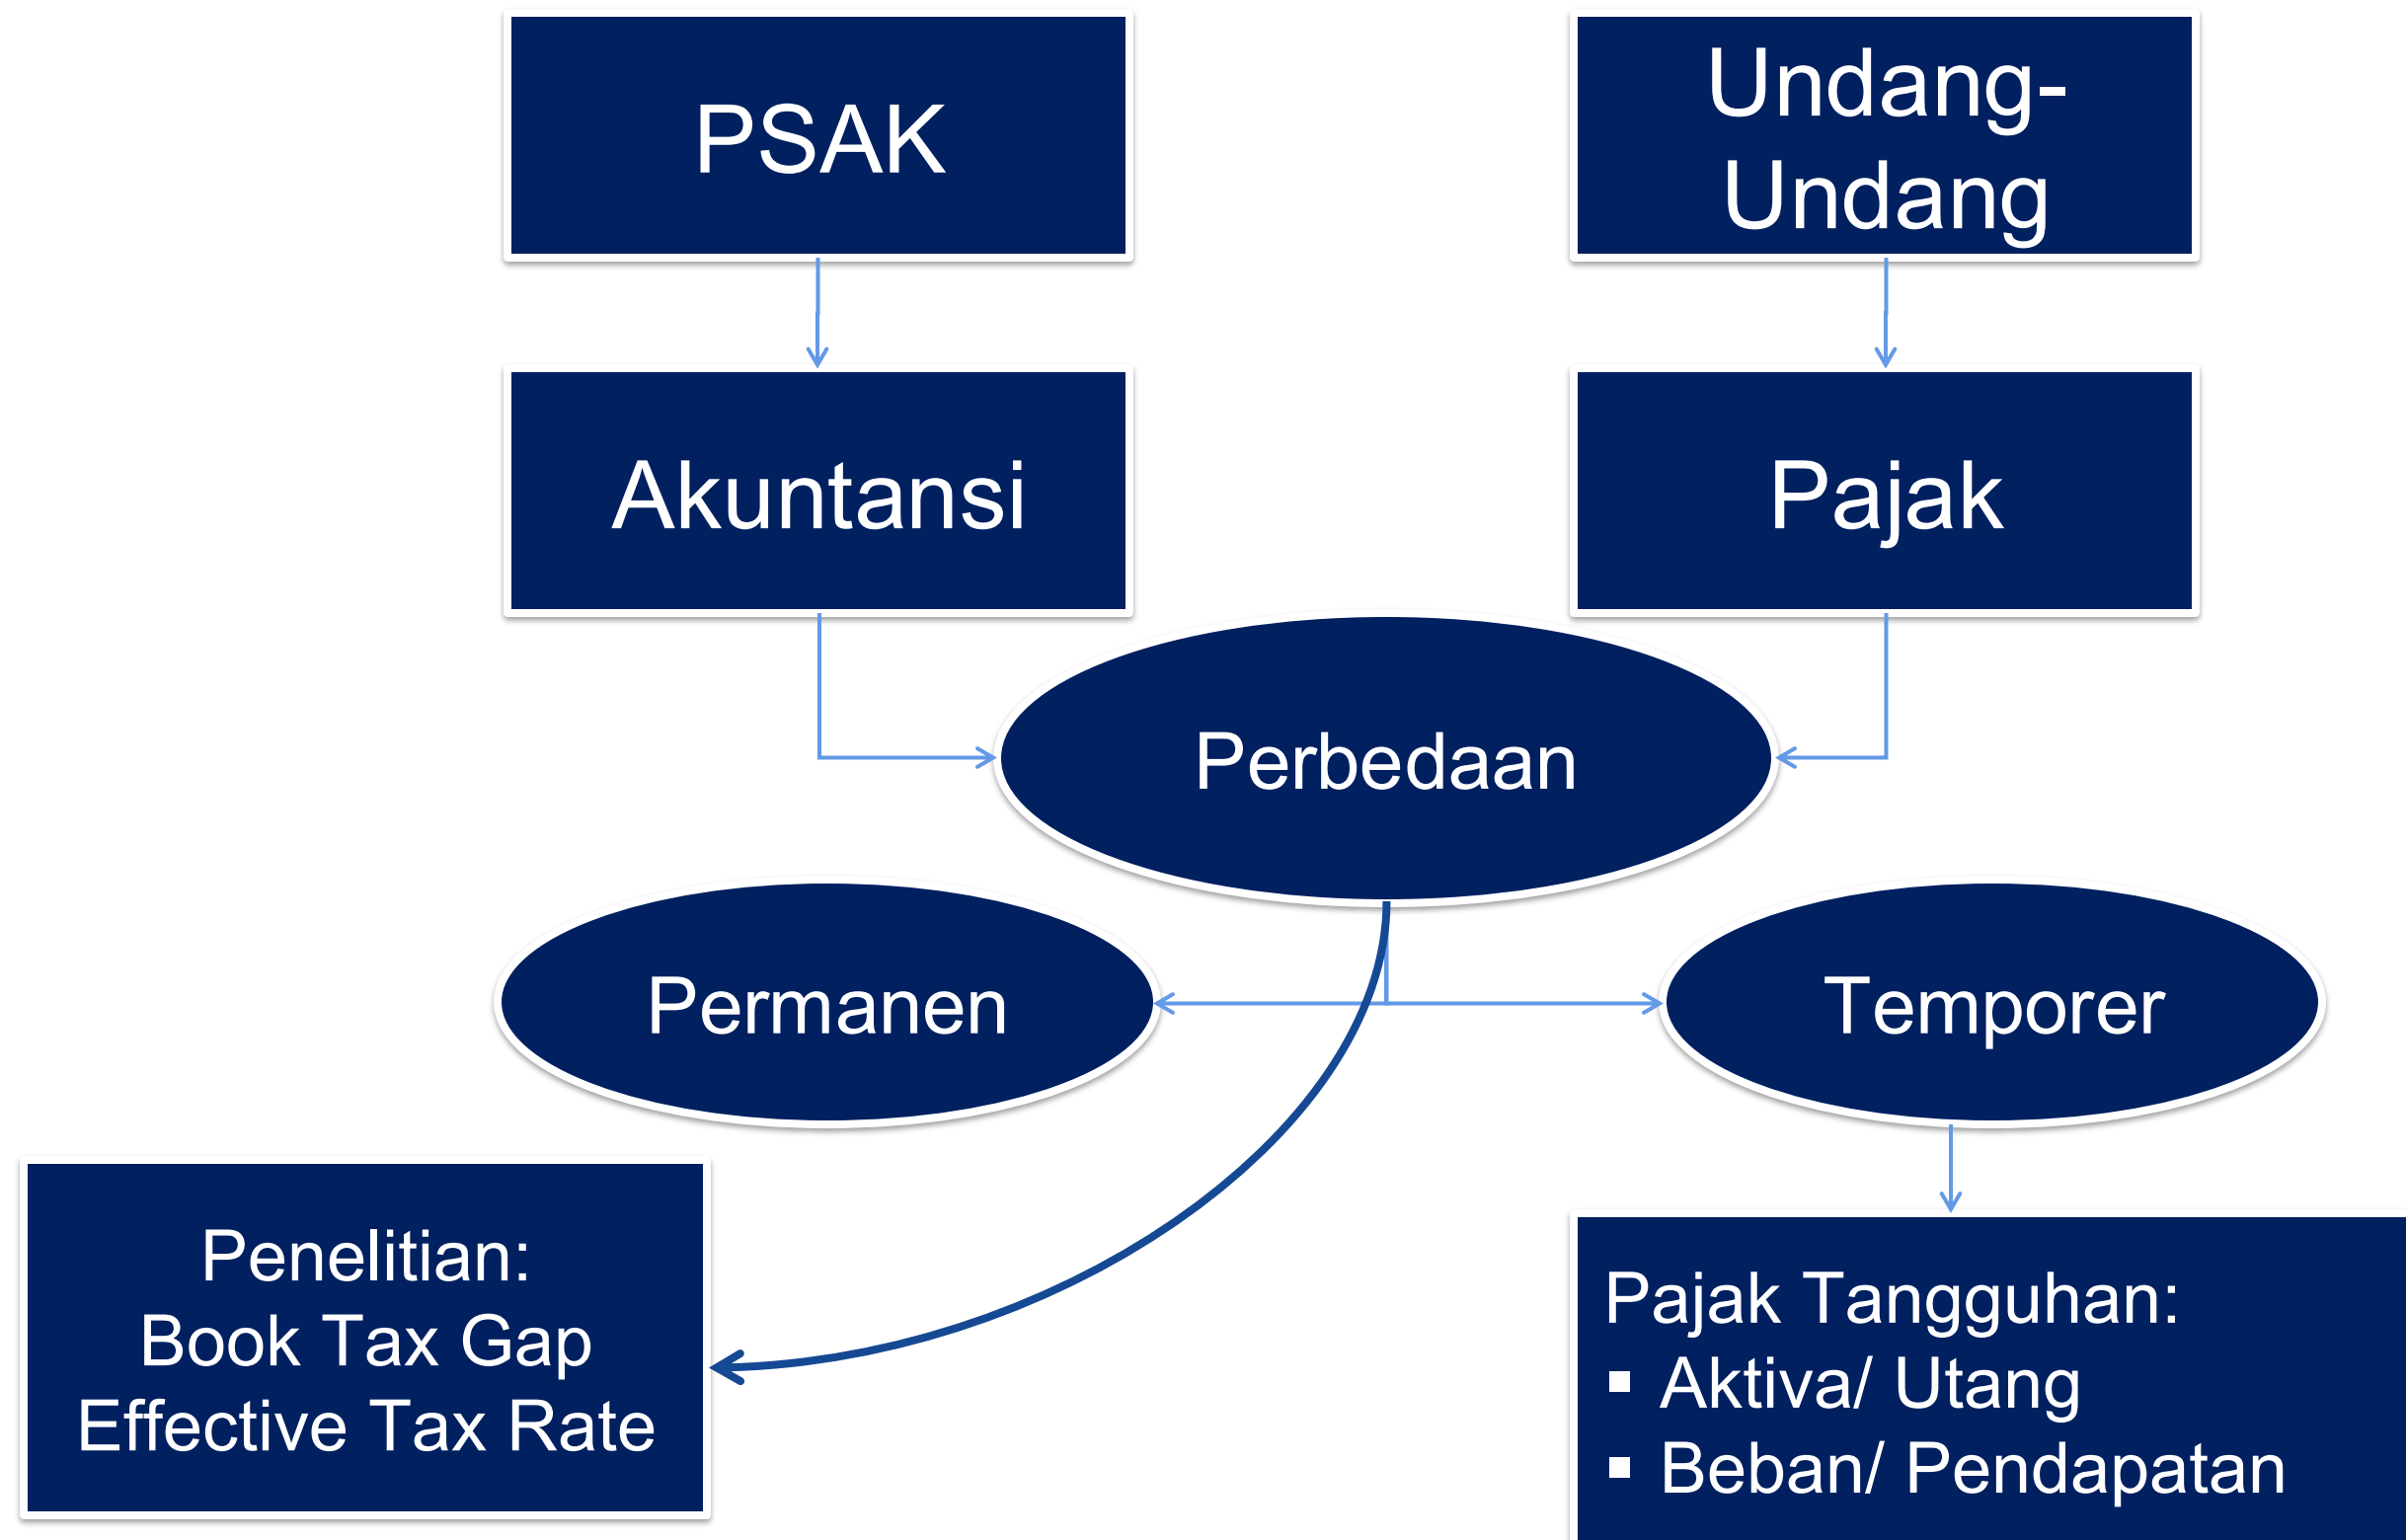 PSAK
Undang-
Undang
Akuntansi
Pajak
Perbedaan
Permanen
Temporer
Penelitian:
Book Tax Gap
Effective Tax Rate
Pajak Tangguhan:
▪ Aktiva/ Utang
▪ Beban/ Pendapatan